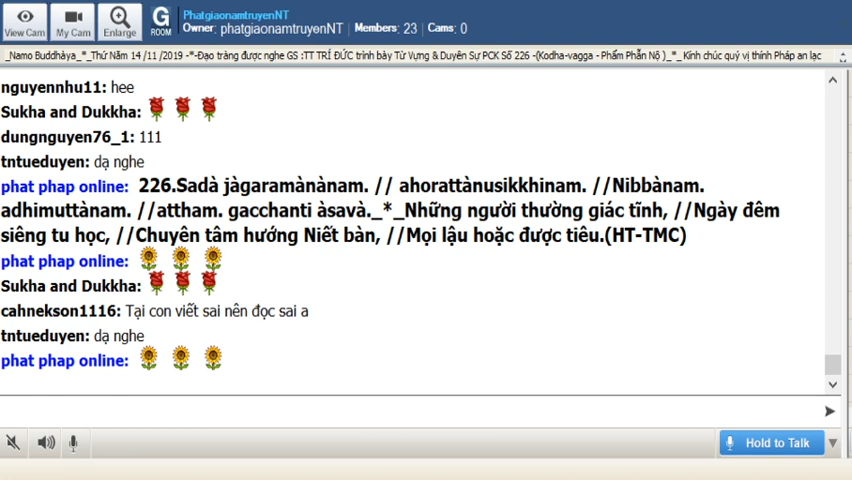 View Cam
My Cam
Enlarge
G
ROOM
PhatgiaonamtruyenNT
Owner: phatgiaonamtruyenNT Members: 23 Cams: 0
_Namo Buddhàya_*_Thứ Năm 14 /11 /2019 -*-Đạo tràng được nghe GS :TT TRÍ ĐỨC trình bày Từ Vựng & Duyên Sự PCK Số 226 -(Kodha-vagga - Phẩm Phẫn Nộ )_*_ Kính chúc quý vị thính Pháp an lạc
nguyennhu11: hee
Sukha and Dukkha:
dungnguyen76_1: 111
tntueduyen: dạ nghe
phat phap online: 226.Sadà jàgaramànànam. // ahorattànusikkhinam. //Nibbànam.
adhimuttànam. //attham. gacchanti àsavà._*_Những người thường giác tĩnh, //Ngày đêm
siêng tu học, //Chuyên tâm hướng Niết bàn, //Mọi lậu hoặc được tiêu.(HT-TMC)
phat phap online:
Sukha and Dukkha:
cahnekson1116: Tại con viết sai nên đọc sai a
tntueduyen: dạ nghe
phat phap online:
Hold to Talk